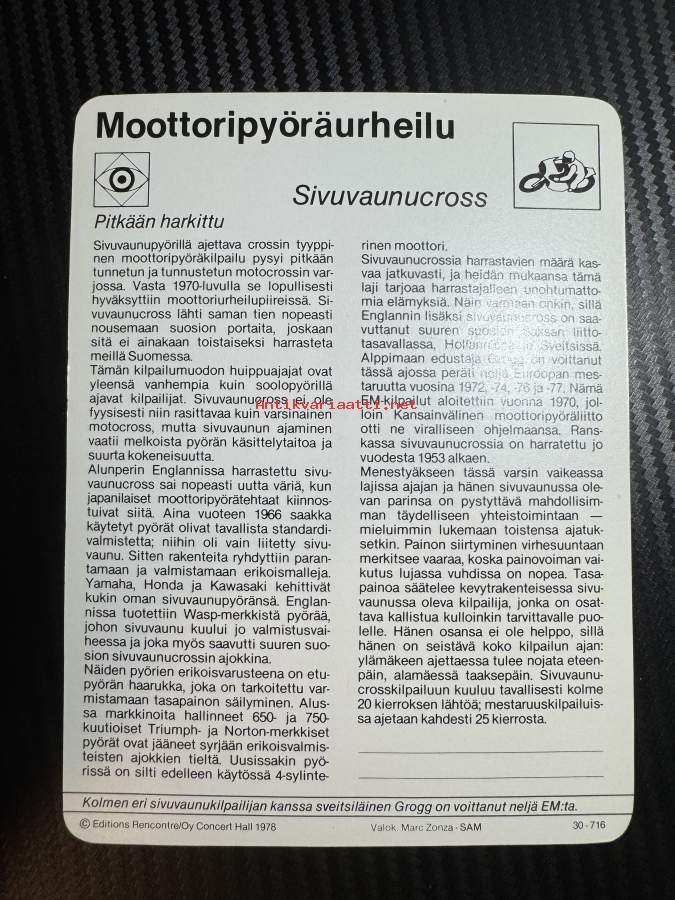 Moottoripyöräurheilu
Sivuvaunucross
Pitkään harkittu
Sivuvaunupyörillä ajettava crossin tyyppi-
nen moottoripyöräkilpailu pysyi pitkään
tunnetun ja tunnustetun motocrossin var-
jossa. Vasta 1970-luvulla se lopullisesti
hyväksyttiin moottoriurheilupiireissä. Si-
vuvaunucross lähti saman tien nopeasti
nousemaan suosion portaita, joskaan
sitä ei ainakaan toistaiseksi harrasteta
meillä Suomessa.
Tämän kilpailumuodon huippuajajat ovat
yleensä vanhempia kuin soolopyörillä
ajavat kilpailijat. Sivuvaunucross ei ole
fyysisesti niin rasittavaa kuin varsinainen
motocross, mutta sivuvaunun ajaminen
vaatii melkoista pyörän käsittelytaitoa ja
suurta kokeneisuutta.
Alunperin Englannissa harrastettu sivu-
vaunucross sai nopeasti uutta väriä, kun
japanilaiset moottoripyörätehtaat kiinnos-
tuivat siitä. Aina vuoteen 1966 saakka
käytetyt pyörät olivat tavallista standardi-
valmistetta; niihin oli vain liitetty sivu-
vaunu. Sitten rakenteita ryhdyttiin paran-
tamaan ja valmistamaan erikoismalleja.
Yamaha, Honda ja Kawasaki kehittivät
kukin oman sivuvaunupyöränsä. Englan-
nissa tuotettiin Wasp-merkkistä pyörää,
johon sivuvaunu kuului jo valmistusvai-
heessa ja joka myös saavutti suuren suo-
sion sivuvaunucrossin ajokkina.
Näiden pyörien erikoisvarusteena on etu-
pyörän haarukka, joka on tarkoitettu var-
mistamaan tasapainon säilyminen. Alus-
sa markkinoita hallinneet 650- ja 750-
kuutioiset Triumph- ja Norton-merkkiset
pyörät ovat jääneet syrjään erikoisvalmis-
teisten ajokkien tieltä. Uusissakin pyö-
rissä on silti edelleen käytössä 4-sylinte-
rinen moottori.
Sivuvaunucrossia harrastavien määrä kas-
vaa jatkuvasti, ja heidän mukaansa tämä
laji tarjoaa harrastajalleen unohtumatto-
mia elämyksiä. Näin varmaan onkin, sillä
Englannin lisäksi sivuvaunucross on saa-
vuttanut suuren suosion Saksan liitto-
tasavallassa, Hollannissa ja Sveitsissä.
Alppimaan edustaja Grogg on voittanut
tässä ajossa peräti neljä Euroopan mes-
taruutta vuosina 1972, -74, -76 ja -77. Nämä
EM-kilpailut aloitettiin vuonna 1970, jol-
loin Kansainvälinen moottoripyöräliitto
otti ne viralliseen ohjelmaansa. Rans-
kassa sivuvaunucrossia on harrattetu jo
vuodesta 1953 alkaen.
Menestyäkseen tässä varsin vaikeassa
lajissa ajajan ja hänen sivuvaunussa ole-
van parinsa on pystyttävä mahdollisim-
man täydelliseen yhteistoimintaan —
mieluimmin lukemaan toistensa ajatuk-
setkin. Painon siirtyminen virhesuuntaan
merkitsee vaaraa, koska painovoiman vai-
kutus lujassa vuhdissa on nopea. Tasa-
painoa säätelee kevytrakenteisessa sivu-
vaunussa oleva kilpailija, jonka on osat-
tava kallistua kulloinkin tarvittavalle puo-
lelle. Hänen osansa ei ole helppo, sillä
hänen on seistävä koko kilpailun ajan:
ylämäkeen ajettaessa tulee nojata eteen-
päin, alamäessä taaksepäin. Sivuvaunu-
crosskilpailuun kuuluu tavallisesti kolme
20 kierroksen lähtöä; mestaruuskilpailuis-
sa ajetaan kahdesti 25 kierrosta.
Antikvariaatti.net
Kolmen eri sivuvaunukilpailijan kanssa sveitsiläinen Grogg on voittanut neljä EM:ta.
© Editions Rencontre/Oy Concert Hall 1978 Valok. Marc Zonza - SAM 30-716